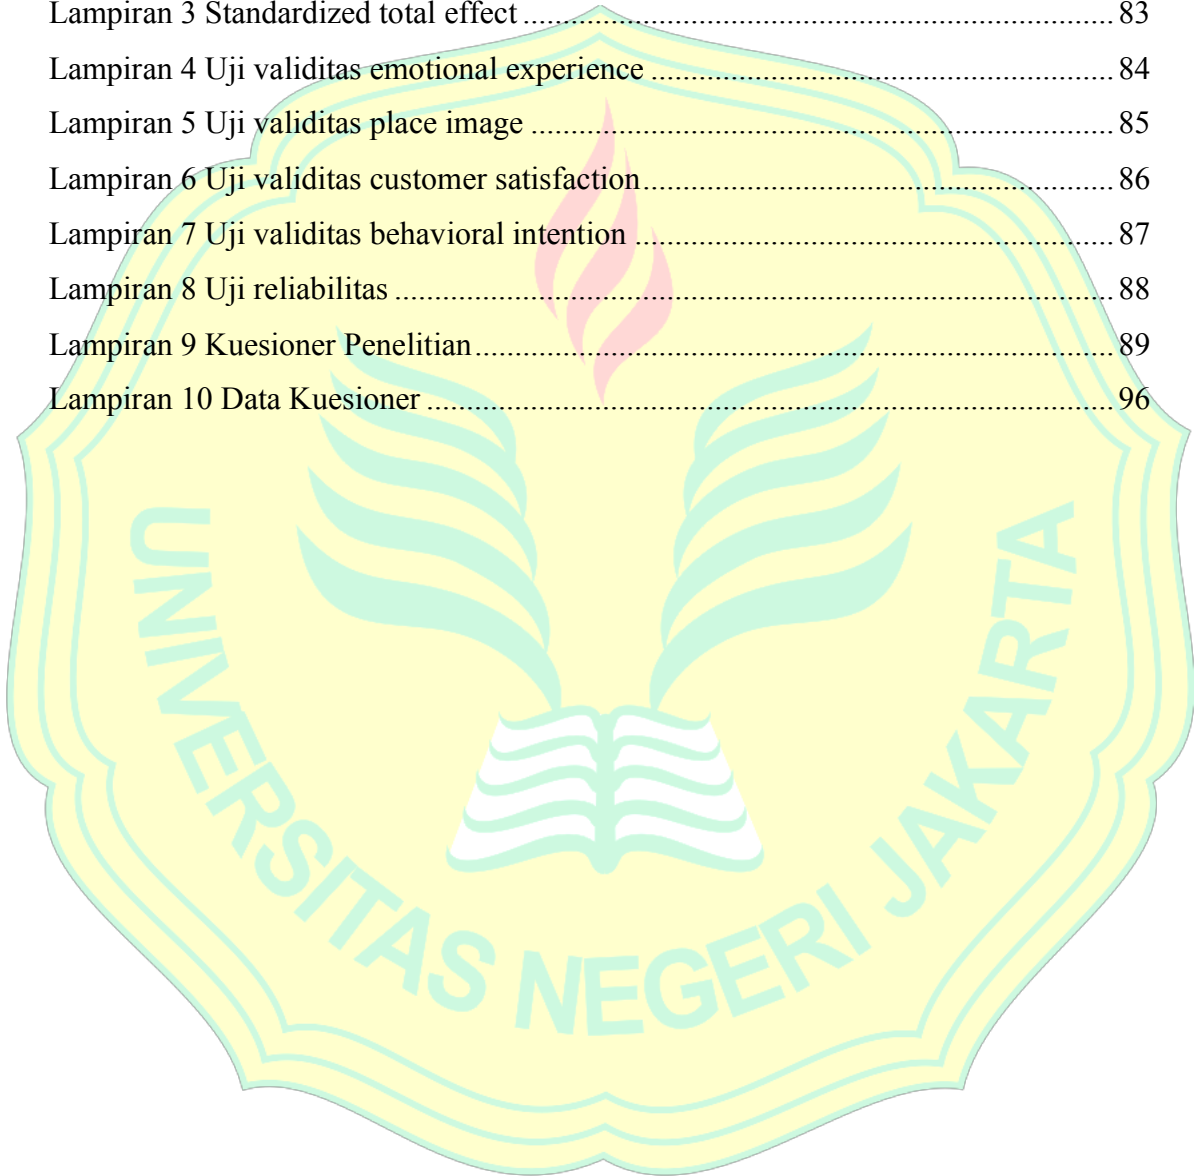 Lampiran 3 Standardized total effect ........................................................................... 83
Lampiran 4 Uji validitas emotional experience .......................................................... 84
Lampiran 5 Uji validitas place image ......................................................................... 85
Lampiran 6 Uji validitas customer satisfaction ........................................................... 86
Lampiran 7 Uji validitas behavioral intention ............................................................ 87
Lampiran 8 Uji reliabilitas .......................................................................................... 88
Lampiran 9 Kuesioner Penelitian ................................................................................ 89
Lampiran 10 Data Kuesioner ...................................................................................... 96
UNIVERSITAS NEGERI JAKARTA